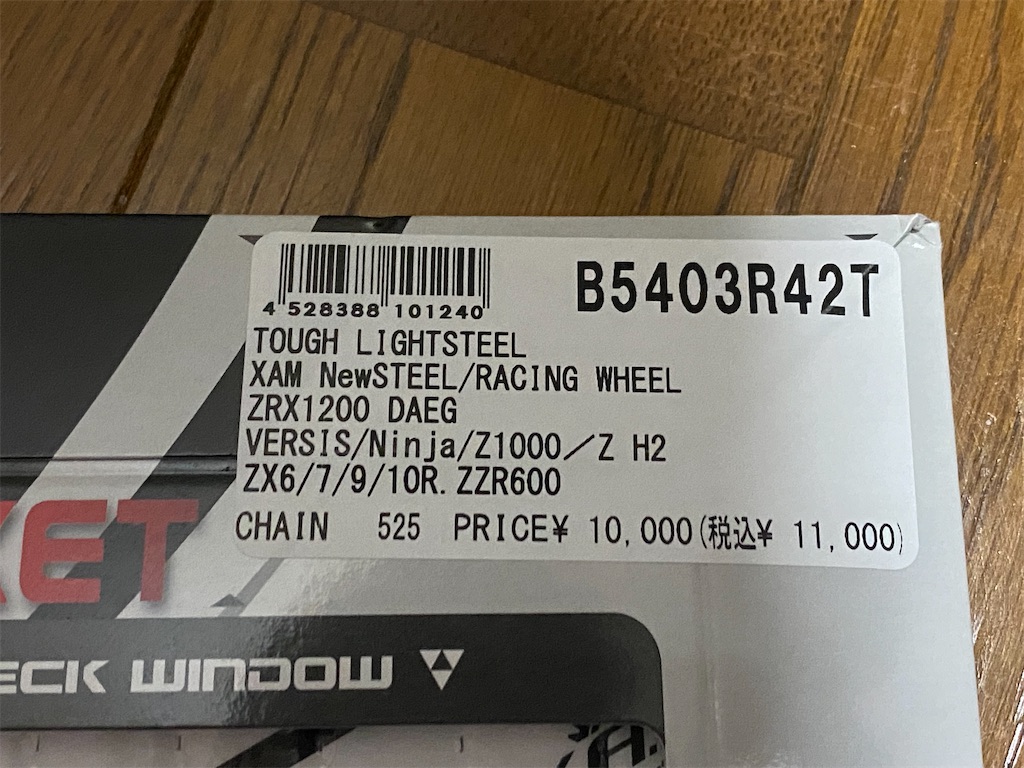 4 528388 101240
B5403R42T
TOUGH LIGHTSTEEL
XAM NewSTEEL/RACING WHEEL
ZRX1200 DAEG
VERSIS/Ninja/Z1000/Z H2
ZX6/7/9/10R. ZZR600
CHAIN 525 PRICE¥ 10,000(税込¥ 11,000)
KET
ECK WINDOW